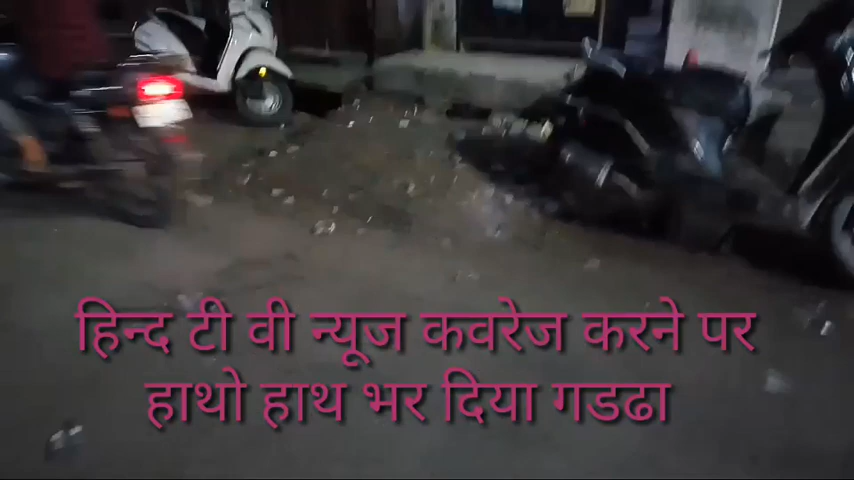 हिन्द टी वी न्यूज कवरेज करने पर
हाथो हाथ भर दिया गडढा